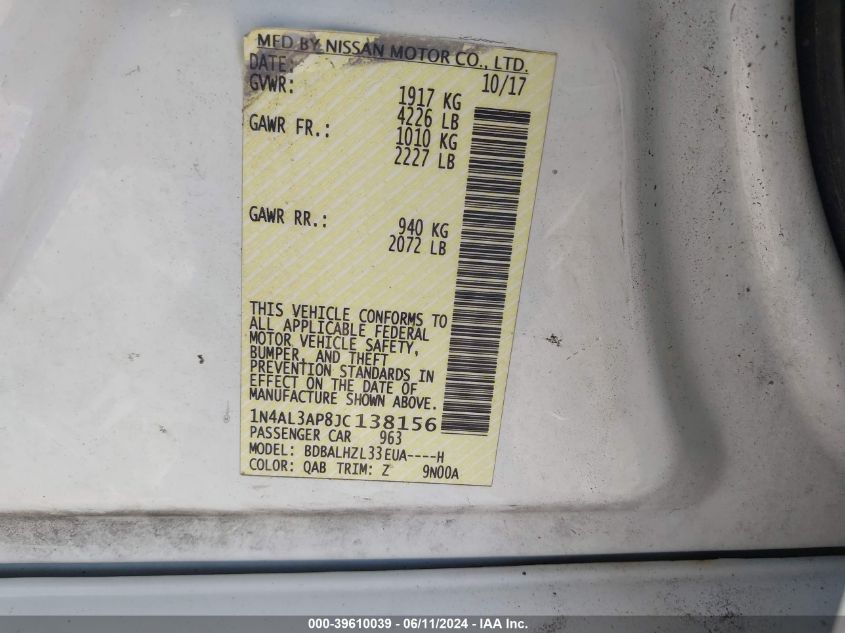 MFD BY NISSAN MOTOR CO., LTD.
DATE: 10/17
GVWR: 1917 KG
4226 LB
GAWR FR.: 1010 KG
2227 LB
GAWR RR.: 940 KG
2072 LB
THIS VEHICLE CONFORMS TO
ALL APPLICABLE FEDERAL
MOTOR VEHICLE SAFETY,
BUMPER, AND THEFT
PREVENTION STANDARDS IN
EFFECT ON THE DATE OF
MANUFACTURE SHOWN ABOVE.
1N4AL3AP8JC138156
PASSENGER CAR 963
MODEL: BDBALHZL33EUA----H
COLOR: QAB TRIM: Z 9N00A
000-39610039 - 06/11/2024 - IAA Inc.